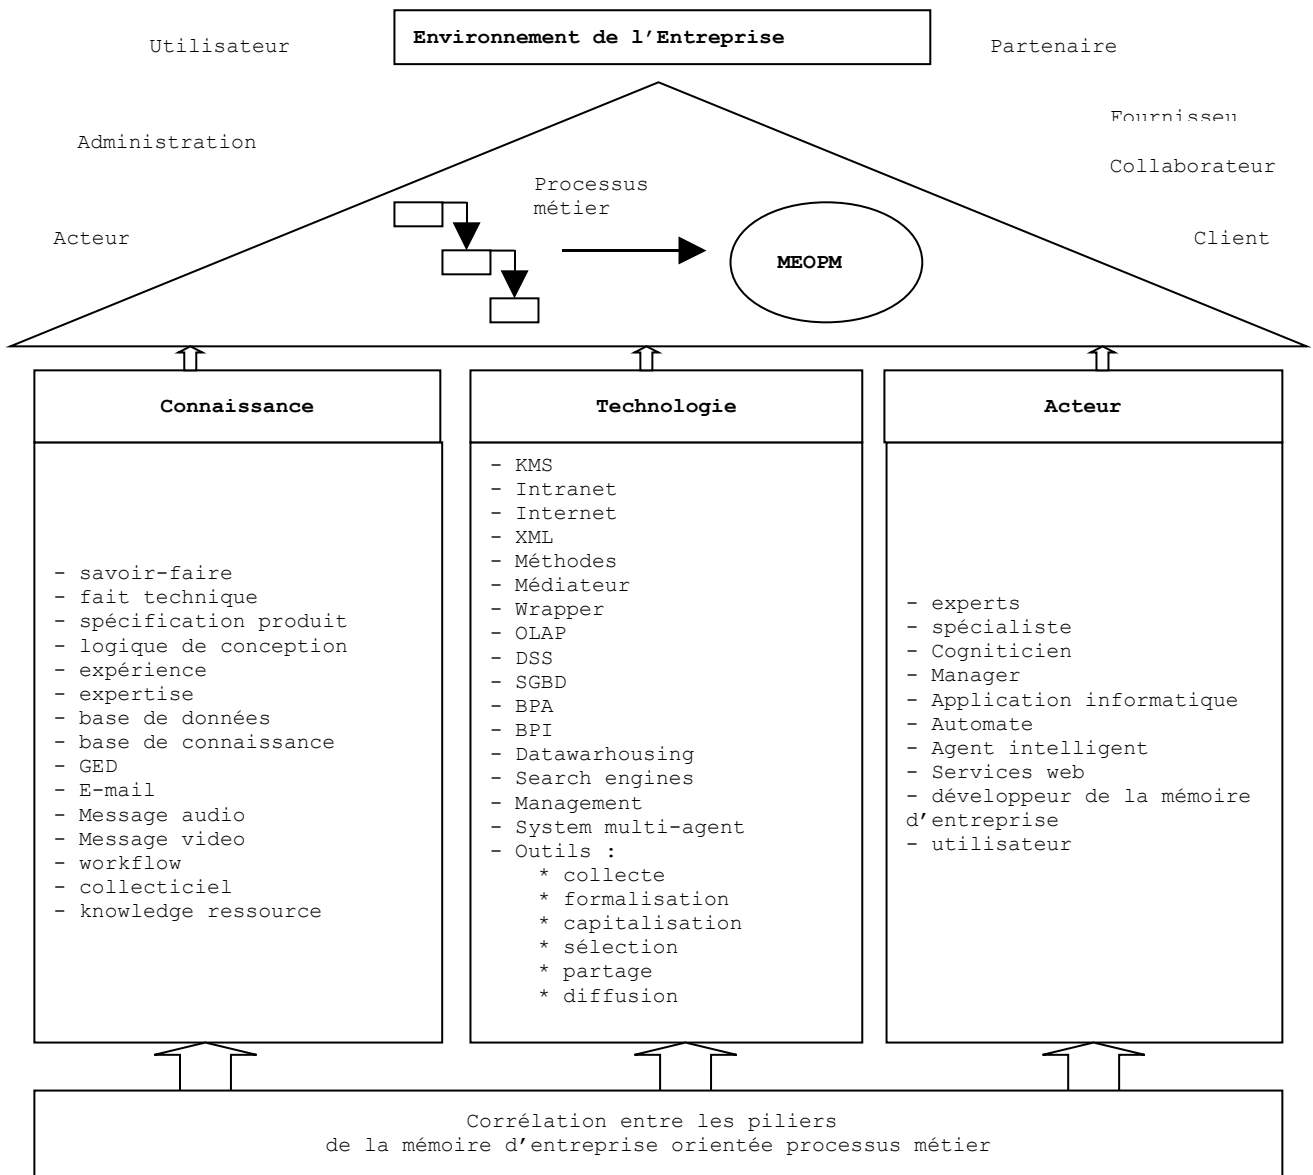 Environnement de l'Entreprise
Utilisateur
Partenaire
Administration
Fournisseu
Collaborateur
Acteur
Client
Processus
métier
MEOPM
Connaissance
- savoir-faire
- fait technique
- spécification produit
- logique de conception
- expérience
- expertise
- base de données
- base de connaissance
- GED
- E-mail
- Message audio
- Message video
- workflow
- collecticiel
- knowledge ressource
Technologie
- KMS
- Intranet
- Internet
- XML
- Méthodes
- Médiateur
- Wrapper
- OLAP
- DSS
- SGBD
- BPA
- BPI
- Datawarhousing
- Search engines
- Management
- System multi-agent
- Outils :
* collecte
* formalisation
* capitalisation
* sélection
* partage
* diffusion
Acteur
- experts
- spécialiste
- Cogniticien
- Manager
- Application informatique
- Automate
- Agent intelligent
- Services web
- développeur de la mémoire
d'entreprise
- utilisateur
Corrélation entre les piliers
de la mémoire d'entreprise orientée processus métier